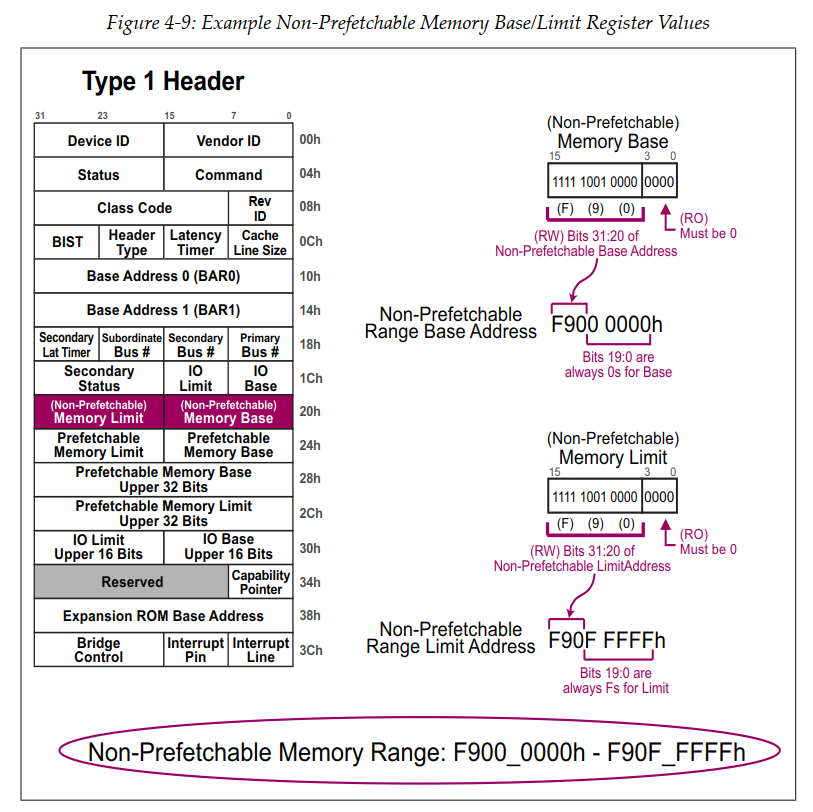 Figure 4-9: Example Non-Prefetchable Memory Base/Limit Register Values
Type 1 Header
31 23 15 7 0
Device ID Vendor ID 00h
Status Command 04h
Class Code Rev ID 08h
BIST Header Type Latency Timer Cache Line Size 0Ch
Base Address 0 (BAR0) 10h
Base Address 1 (BAR1) 14h
Secondary Lat Timer Subordinate Bus # Secondary Bus # Primary Bus # 18h
Secondary Status IO Limit IO Base 1Ch
(Non-Prefetchable) Memory Limit (Non-Prefetchable) Memory Base 20h
Prefetchable Memory Limit Prefetchable Memory Base 24h
Prefetchable Memory Base Upper 32 Bits 28h
Prefetchable Memory Limit Upper 32 Bits 2Ch
IO Limit Upper 16 Bits IO Base Upper 16 Bits 30h
Reserved Capability Pointer 34h
Expansion ROM Base Address 38h
Bridge Control Interrupt Pin Interrupt Line 3Ch
(Non-Prefetchable)
Memory Base
15 3 0
1111 1001 0000 0000
(F) (9) (0)
(RO)
Must be 0
(RW) Bits 31:20 of
Non-Prefetchable Base Address
Non-Prefetchable
Range Base Address
F900 0000h
Bits 19:0 are
always 0s for Base
(Non-Prefetchable)
Memory Limit
15 3 0
1111 1001 0000 0000
(F) (9) (0)
(RO)
Must be 0
(RW) Bits 31:20 of
Non-Prefetchable LimitAddress
Non-Prefetchable
Range Limit Address
F90F FFFFh
Bits 19:0 are
always Fs for Limit
Non-Prefetchable Memory Range: F900_0000h - F90F_FFFFh